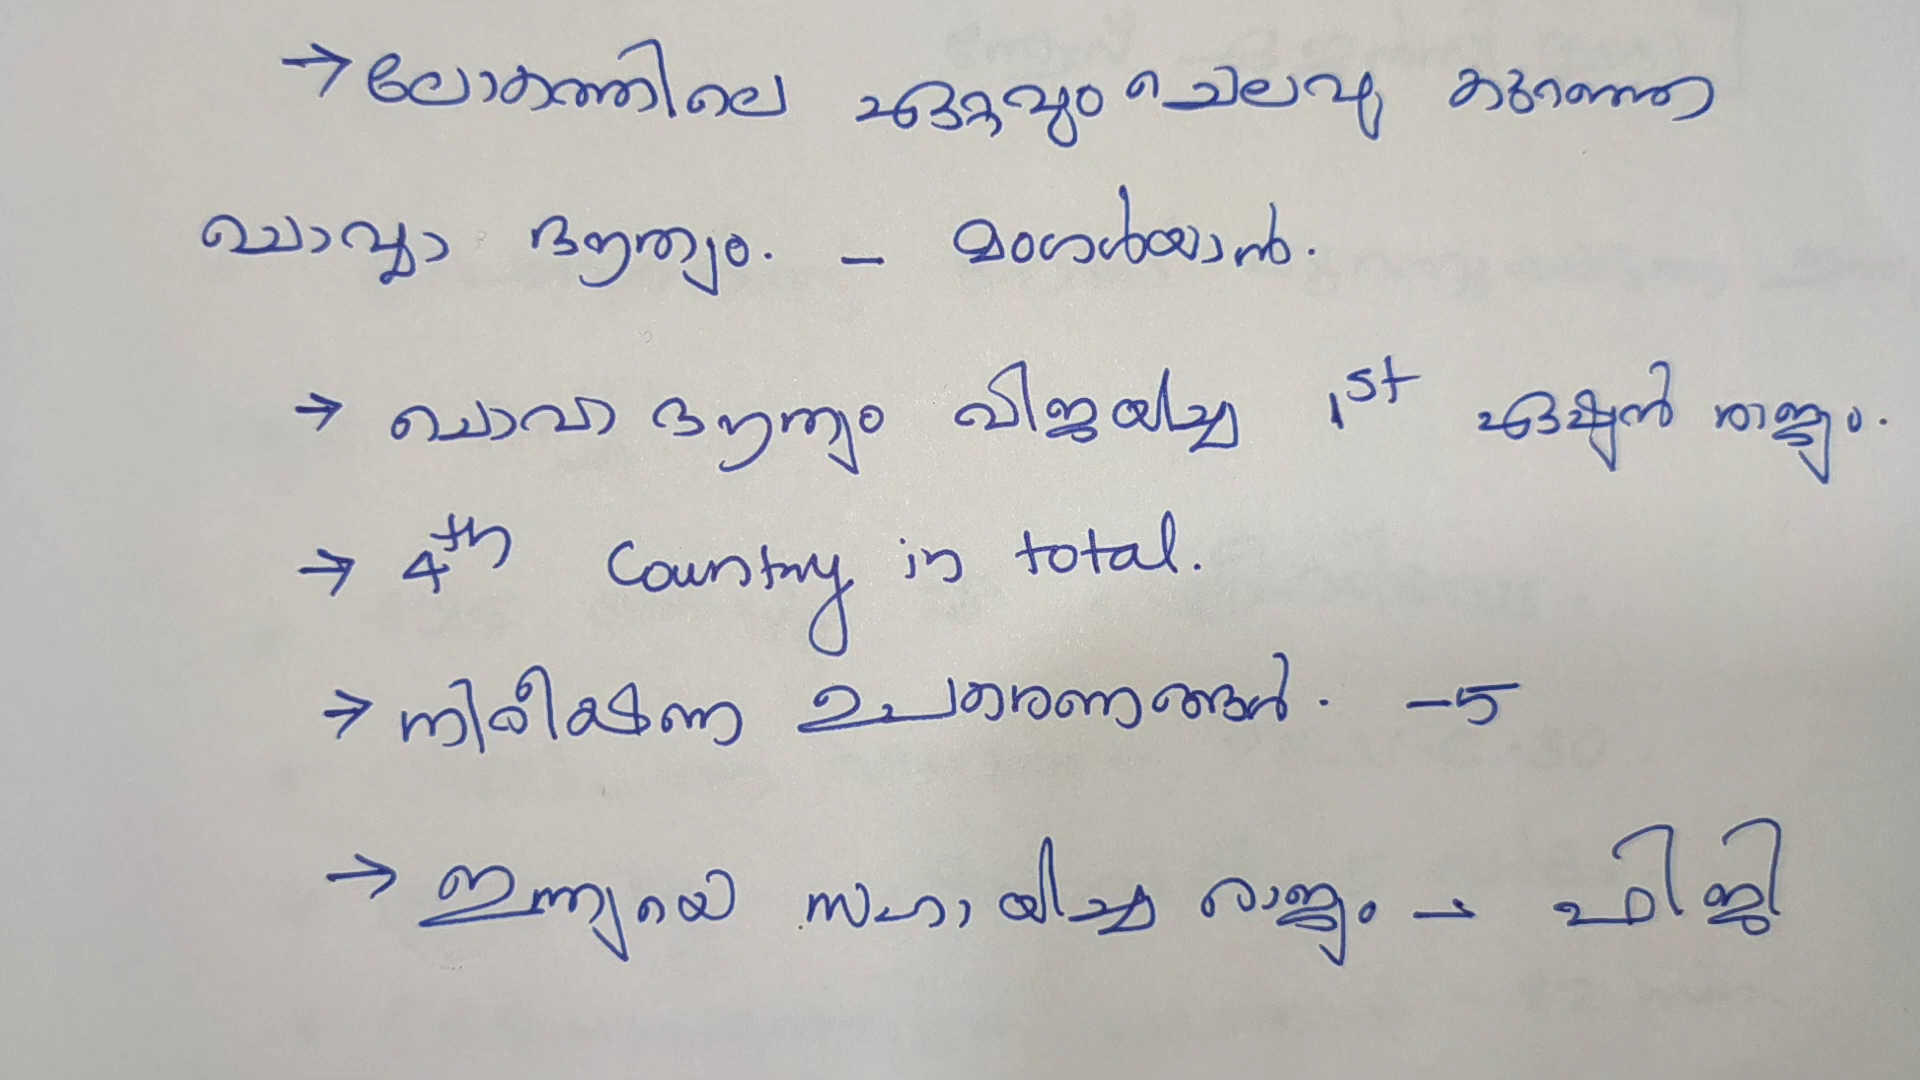 → ലോകത്തിലെ ഏറ്റവും ചെലവു കുറഞ്ഞ
ചൊവ്വാ ദൗത്യം. – മംഗൾയാൻ.
→ ചൊവ്വാ ദൗത്യം വിജയിച്ച 1st ഏഷ്യൻ രാജ്യം.
→ 4th Country in total.
→ നിരീക്ഷണ ഉപകരണങ്ങൾ. – 5
→ ഇന്ത്യയെ സഹായിച്ച രാജ്യം – ഫിജി